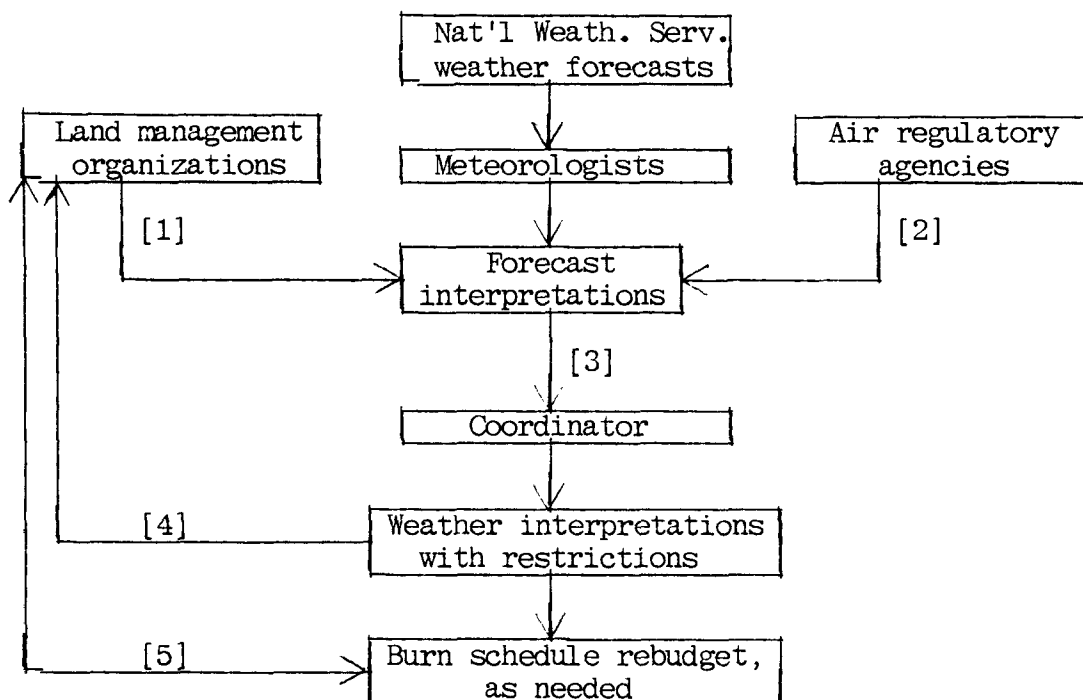 Nat'l Weath. Serv.
weather forecasts
Land management
organizations
Meteorologists
Air regulatory
agencies
[1]
[2]
Forecast
interpretations
[3]
Coordinator
[4]
Weather interpretations
with restrictions
[5]
Burn schedule rebudget,
as needed